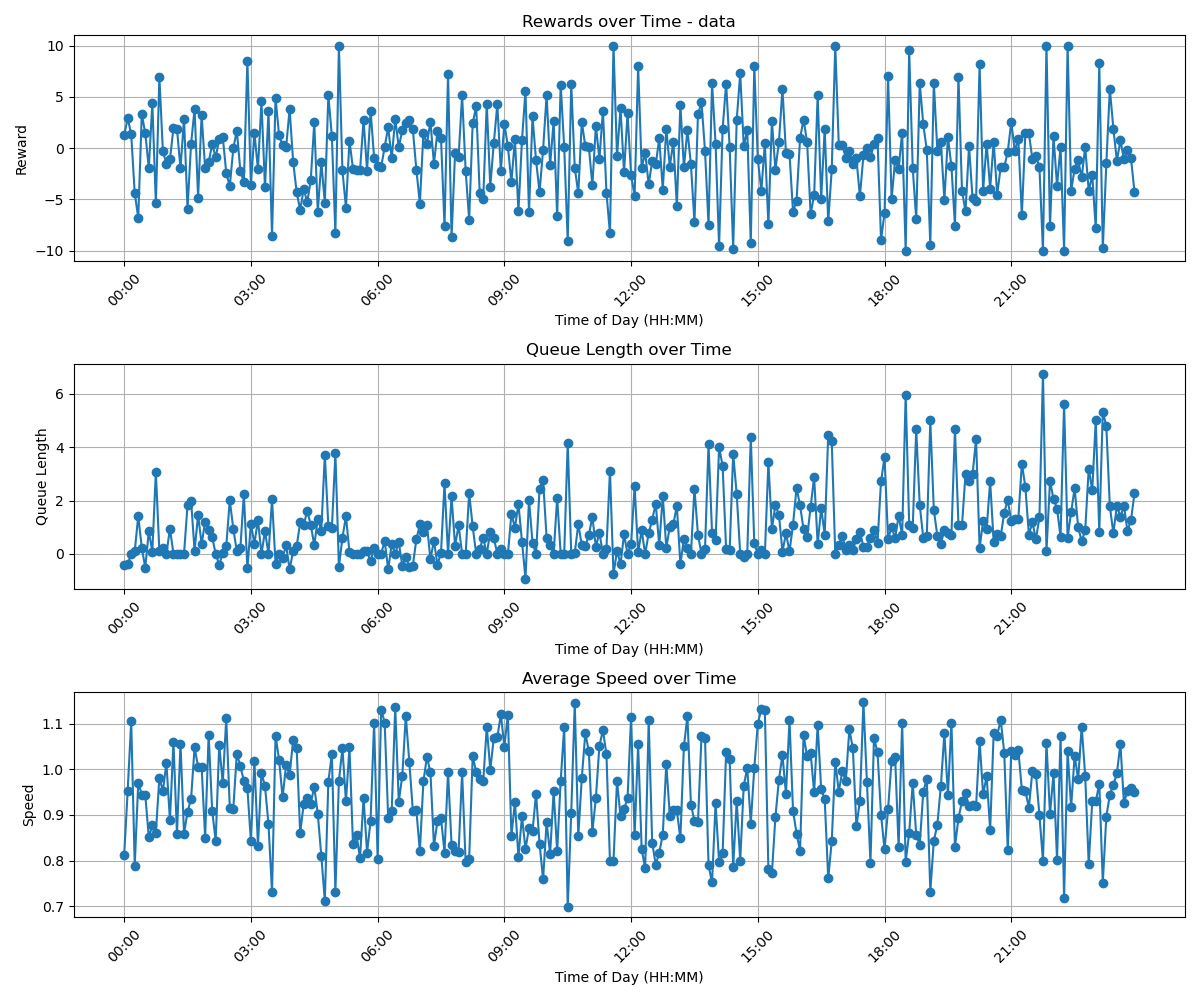 Rewards over Time - data
Reward
10
5
0
−5
−10
00:00 03:00 06:00 09:00 12:00 15:00 18:00 21:00
Time of Day (HH:MM)
Queue Length over Time
Queue Length
6
4
2
0
00:00 03:00 06:00 09:00 12:00 15:00 18:00 21:00
Time of Day (HH:MM)
Average Speed over Time
Speed
1.1
1.0
0.9
0.8
0.7
00:00 03:00 06:00 09:00 12:00 15:00 18:00 21:00
Time of Day (HH:MM)